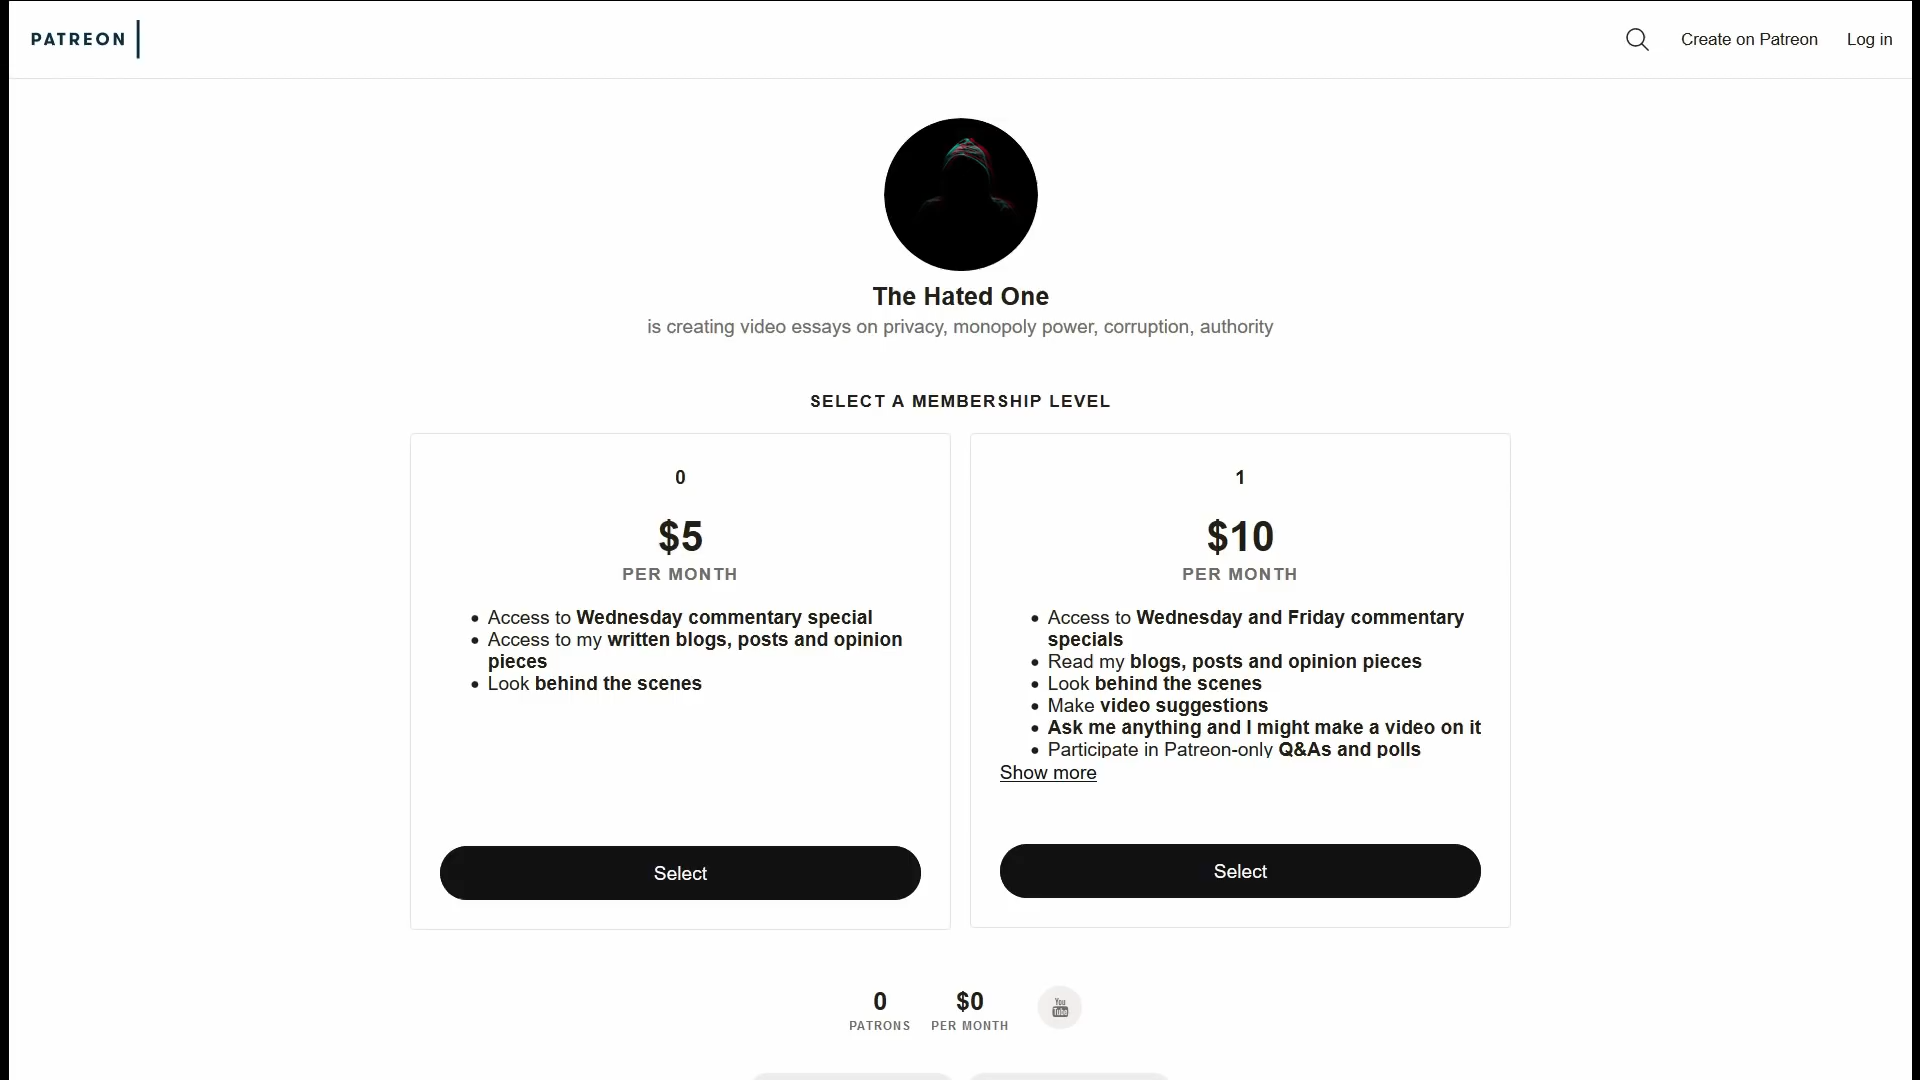 PATREON
Create on Patreon
Log in
The Hated One
is creating video essays on privacy, monopoly power, corruption, authority
SELECT A MEMBERSHIP LEVEL
0
$5
PER MONTH
Access to Wednesday commentary special
Access to my written blogs, posts and opinion
pieces
Look behind the scenes
Select
1
$10
PER MONTH
Access to Wednesday and Friday commentary
specials
Read my blogs, posts and opinion pieces
Look behind the scenes
Make video suggestions
Ask me anything and I might make a video on it
Participate in Patreon-only Q&As and polls
Show more
Select
0
PATRONS
$0
PER MONTH
You
Tube